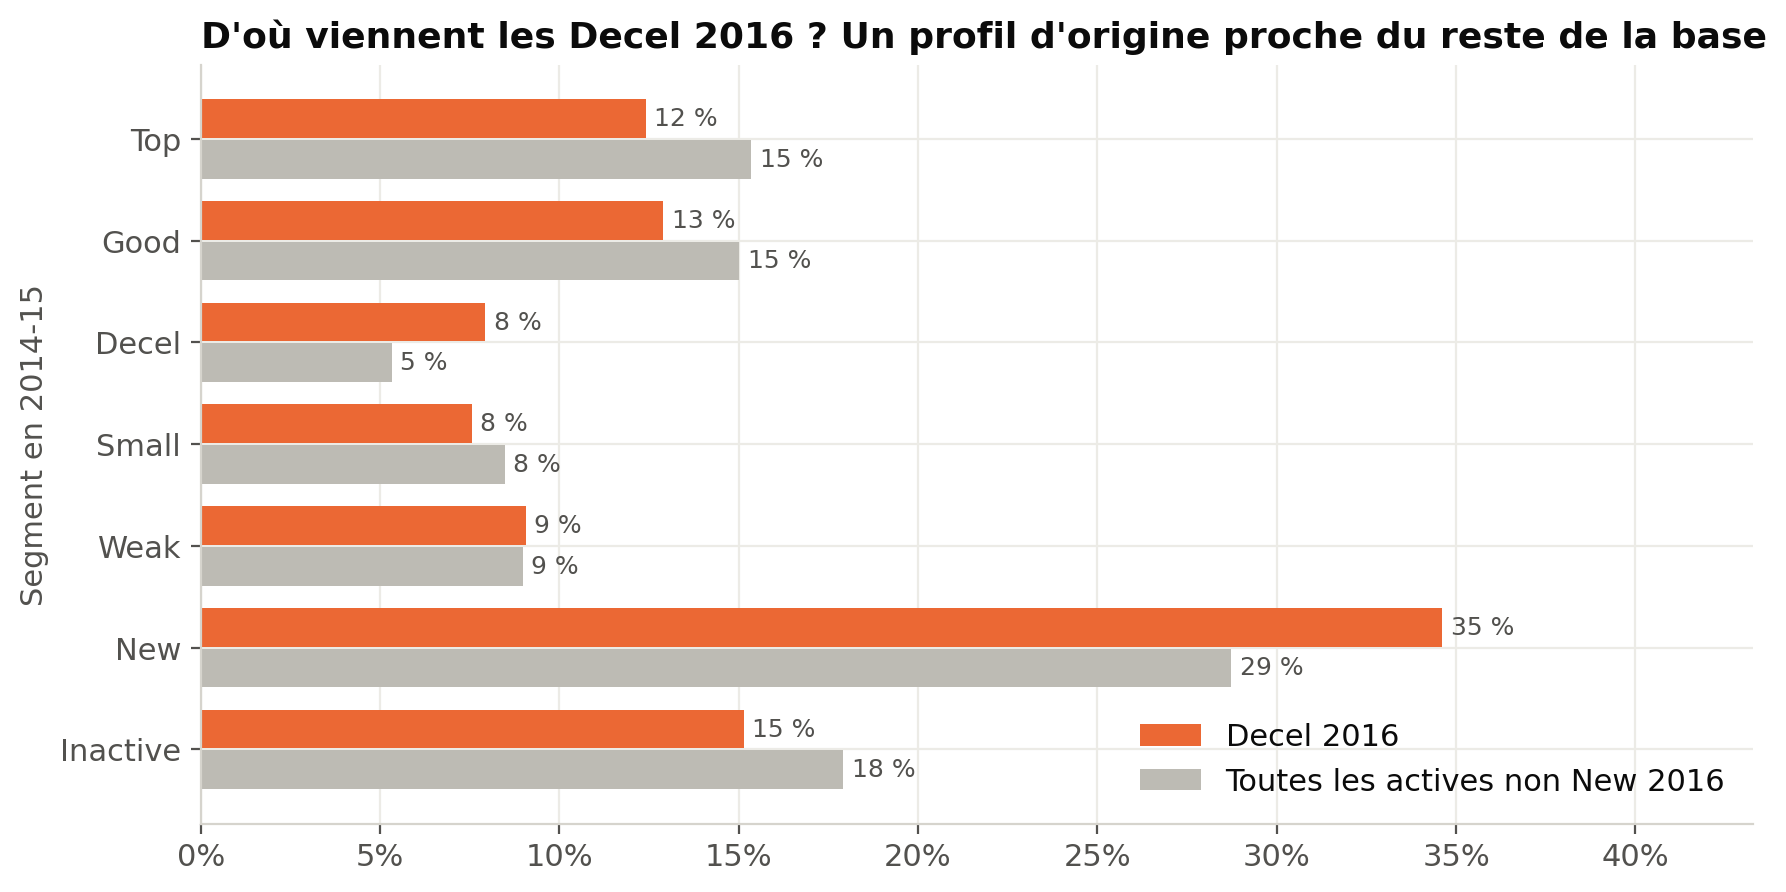 D'où viennent les Decel 2016 ? Un profil d'origine proche du reste de la base
Segment en 2014-15
Top
12 %
15 %
Good
13 %
15 %
Decel
8 %
5 %
Small
8 %
8 %
Weak
9 %
9 %
New
35 %
29 %
Inactive
15 %
18 %
Decel 2016
Toutes les actives non New 2016
0% 5% 10% 15% 20% 25% 30% 35% 40%